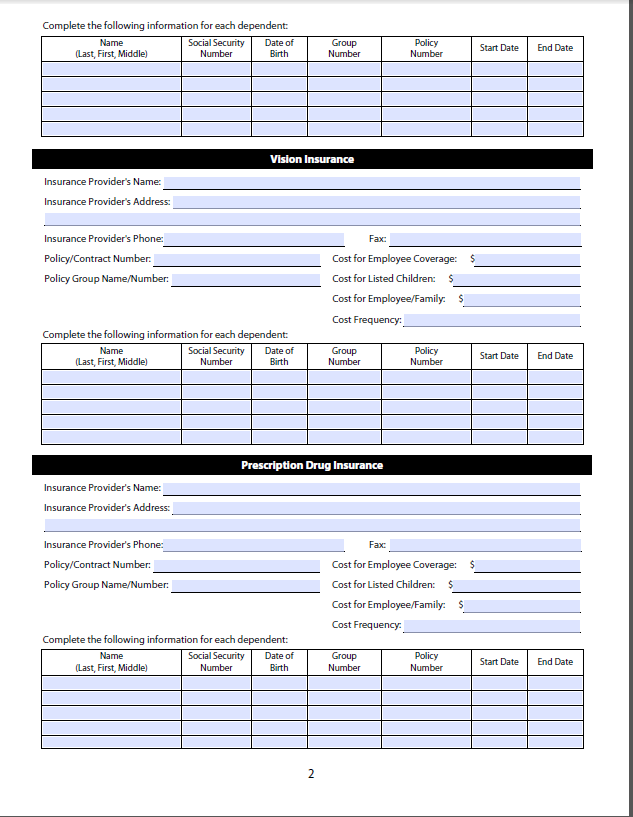 Complete the following information for each dependent:
Name (Last, First, Middle) Social Security Number Date of Birth Group Number Policy Number Start Date End Date
Vision Insurance
Insurance Provider's Name:
Insurance Provider's Address:
Insurance Provider's Phone: Fax:
Policy/Contract Number: Cost for Employee Coverage: $
Policy Group Name/Number: Cost for Listed Children: $
Cost for Employee/Family: $
Cost Frequency:
Complete the following information for each dependent:
Name (Last, First, Middle) Social Security Number Date of Birth Group Number Policy Number Start Date End Date
Prescription Drug Insurance
Insurance Provider's Name:
Insurance Provider's Address:
Insurance Provider's Phone: Fax:
Policy/Contract Number: Cost for Employee Coverage: $
Policy Group Name/Number: Cost for Listed Children: $
Cost for Employee/Family: $
Cost Frequency:
Complete the following information for each dependent:
Name (Last, First, Middle) Social Security Number Date of Birth Group Number Policy Number Start Date End Date
2